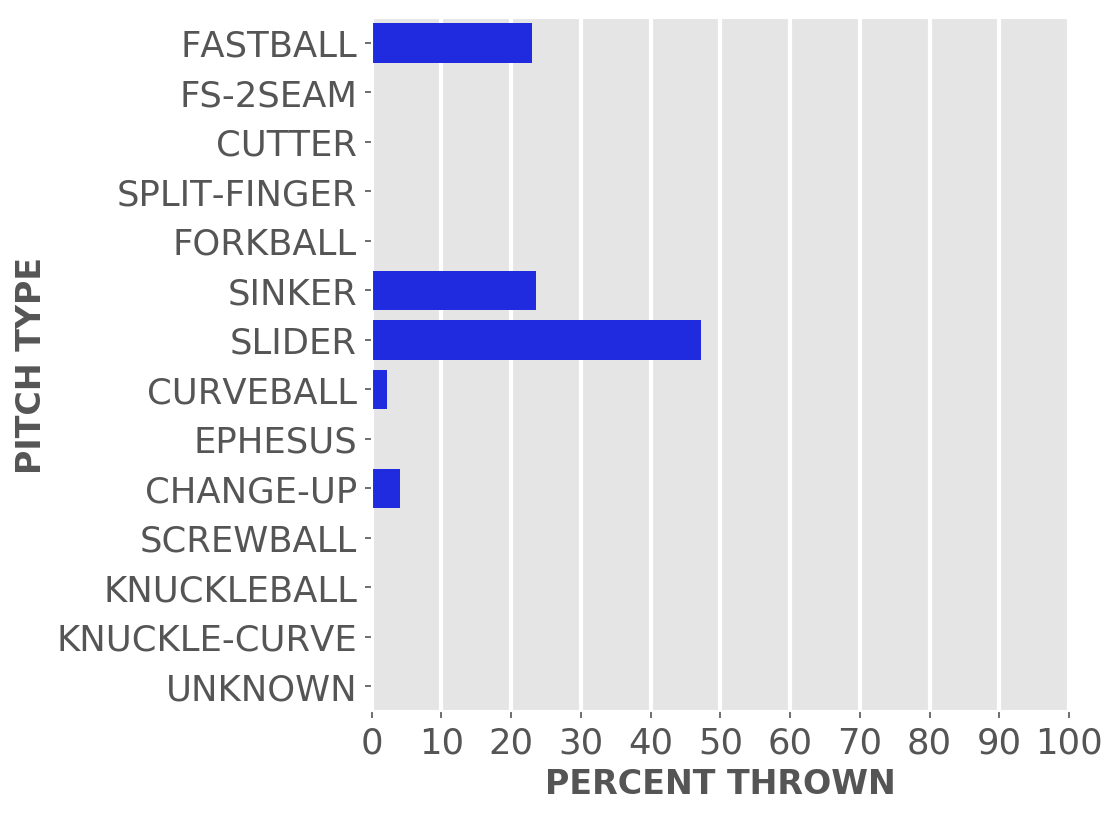 FASTBALL
FS-2SEAM
CUTTER
SPLIT-FINGER
FORKBALL
SINKER
SLIDER
CURVEBALL
EPHESUS
CHANGE-UP
SCREWBALL
KNUCKLEBALL
KNUCKLE-CURVE
UNKNOWN
PITCH TYPE
0 10 20 30 40 50 60 70 80 90 100
PERCENT THROWN